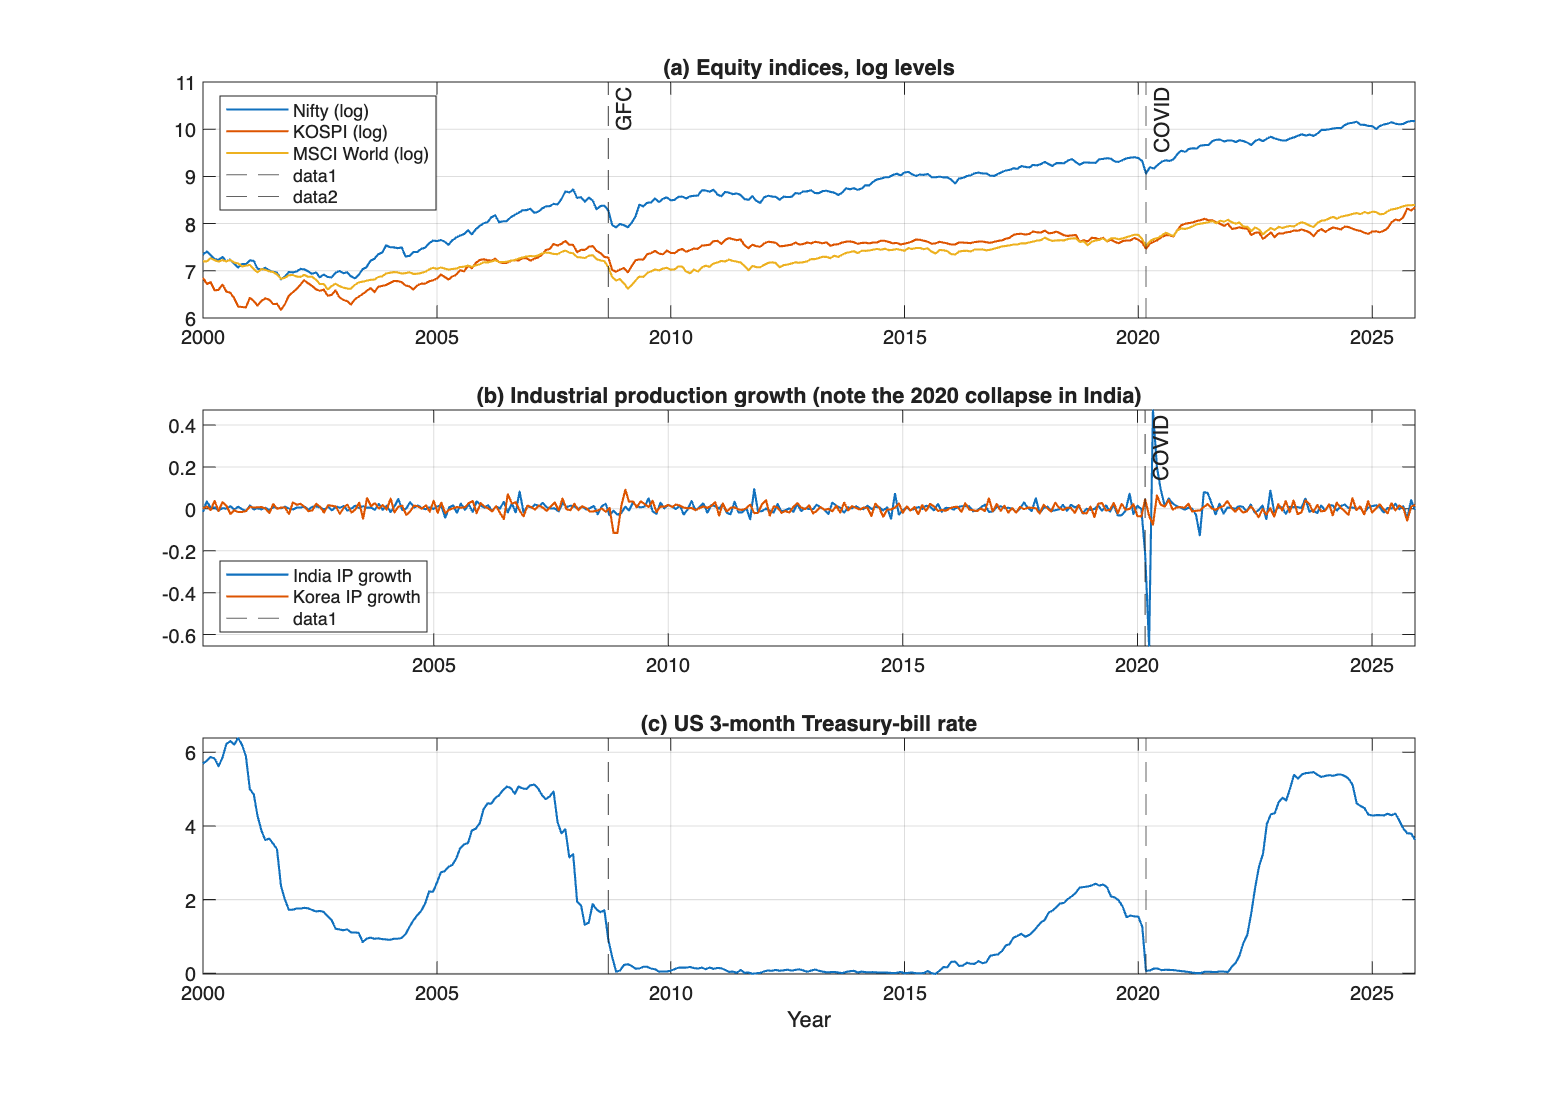 (a) Equity indices, log levels
11
10
9
8
7
6
Nifty (log)
KOSPI (log)
MSCI World (log)
data1
data2
GFC
COVID
2000 2005 2010 2015 2020 2025
(b) Industrial production growth (note the 2020 collapse in India)
0.4
0.2
0
-0.2
-0.4
-0.6
COVID
India IP growth
Korea IP growth
data1
2005 2010 2015 2020 2025
(c) US 3-month Treasury-bill rate
6
4
2
0
2000 2005 2010 2015 2020 2025
Year